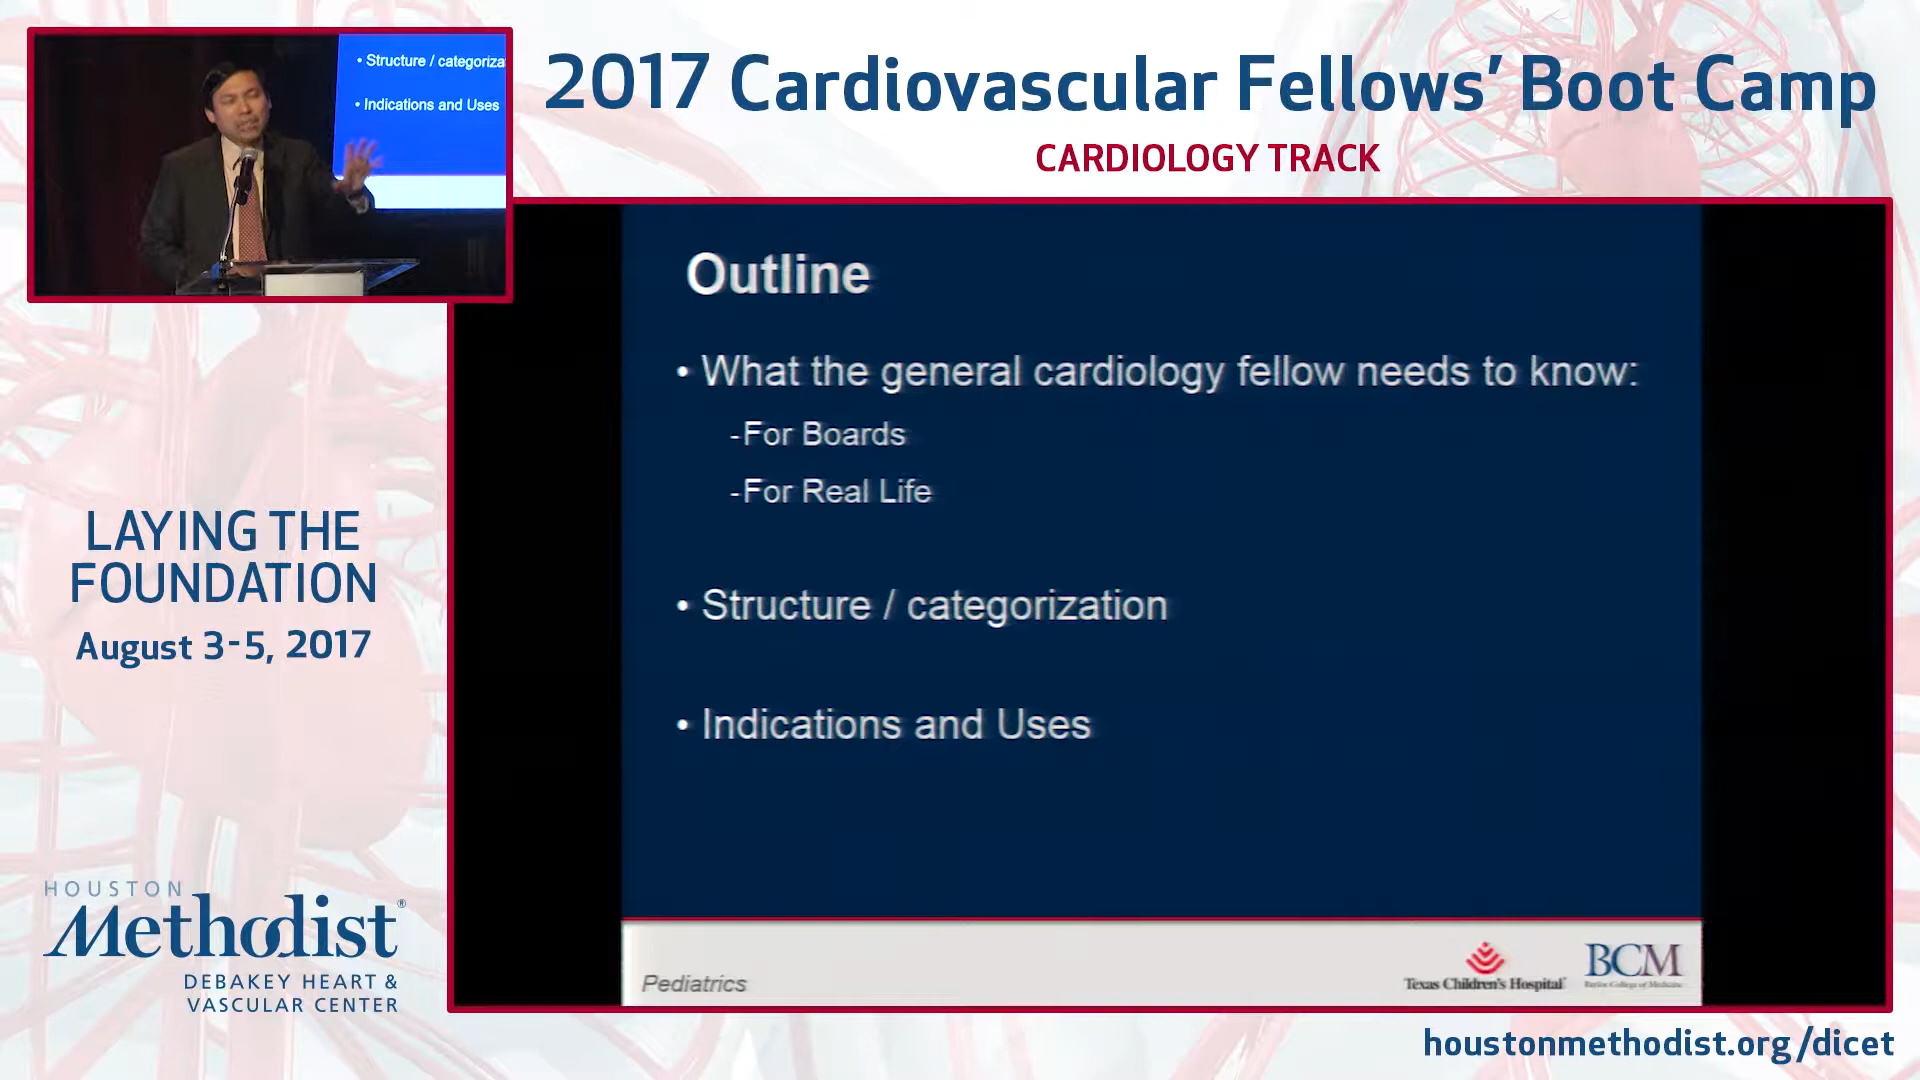 • Structure / categoriza
• Indications and Uses
2017 Cardiovascular Fellows’ Boot Camp
CARDIOLOGY TRACK
Outline
• What the general cardiology fellow needs to know:
-For Boards
-For Real Life
• Structure / categorization
• Indications and Uses
Pediatrics
Texas Children's Hospital
BCM
Baylor College of Medicine
LAYING THE
FOUNDATION
August 3-5, 2017
HOUSTON
Methodist®
DEBAKEY HEART &
VASCULAR CENTER
houstonmethodist.org/dicet